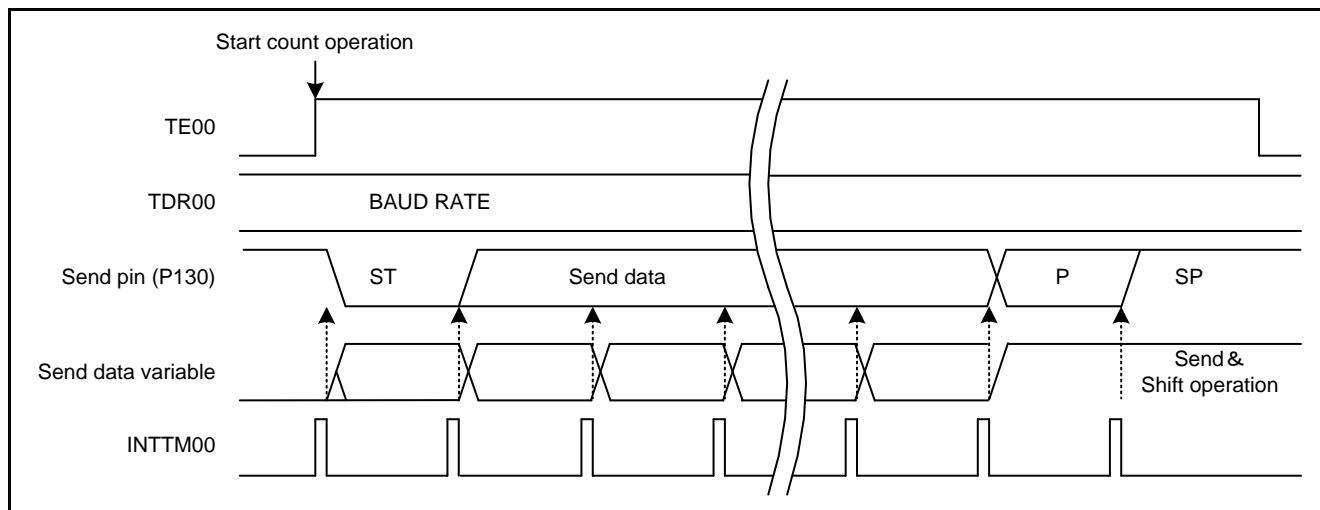 Start count operation
TE00
TDR00
BAUD RATE
Send pin (P130)
ST
Send data
P
SP
Send data variable
Send &
Shift operation
INTTM00